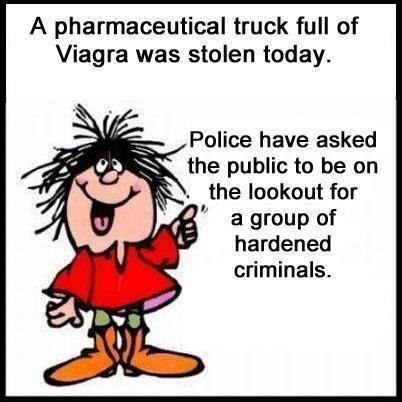 A pharmaceutical truck full of
Viagra was stolen today.
Police have asked
the public to be on
the lookout for
a group of
hardened
criminals.